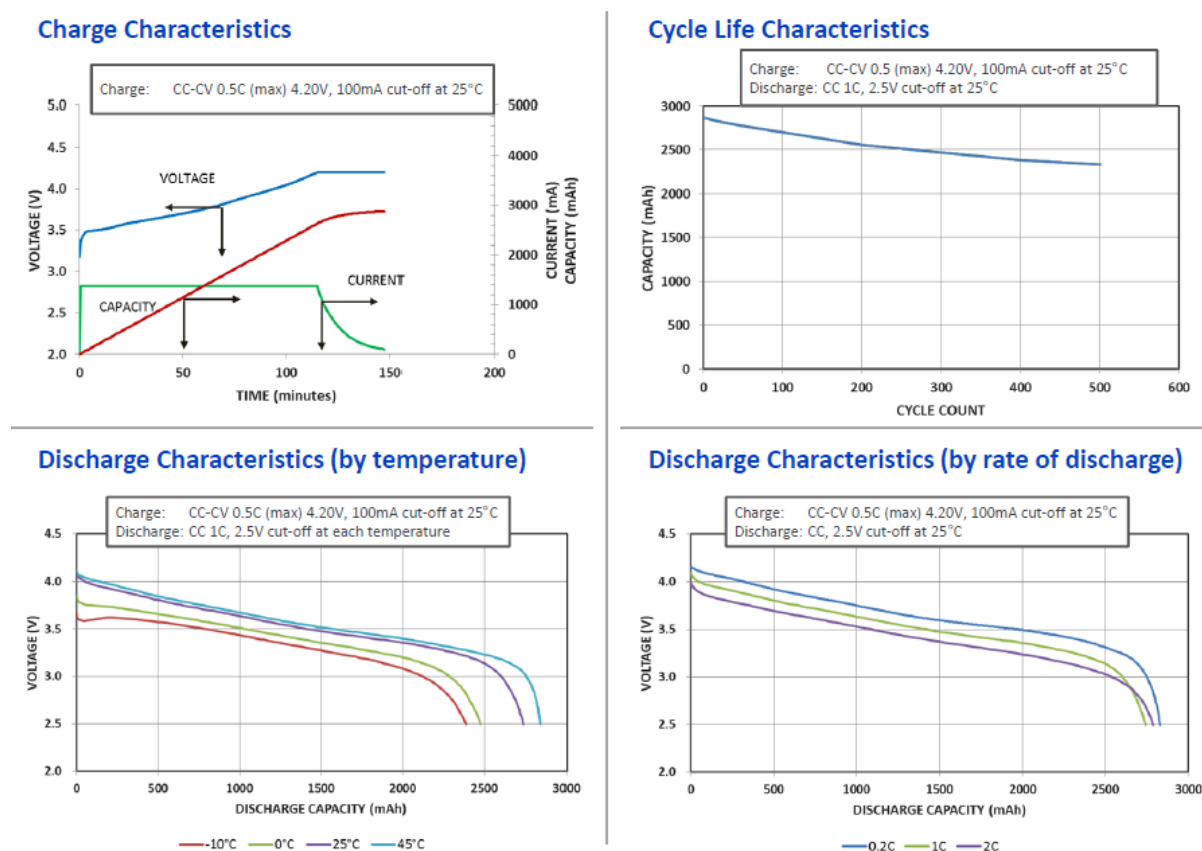 Charge Characteristics
Charge: CC-CV 0.5C (max) 4.20V, 100mA cut-off at 25°C
5.0
4.5
4.0
3.5
3.0
2.5
2.0
VOLTAGE (V)
VOLTAGE
CAPACITY
CURRENT
5000
4000
3000
2000
1000
0
CURRENT (mA)
CAPACITY (mAh)
0 50 100 150 200
TIME (minutes)
Cycle Life Characteristics
Charge: CC-CV 0.5 (max) 4.20V, 100mA cut-off at 25°C
Discharge: CC 1C, 2.5V cut-off at 25°C
3000
2500
2000
1500
1000
500
0
CAPACITY (mAh)
0 100 200 300 400 500 600
CYCLE COUNT
Discharge Characteristics (by temperature)
Charge: CC-CV 0.5C (max) 4.20V, 100mA cut-off at 25°C
Discharge: CC 1C, 2.5V cut-off at each temperature
4.5
4.0
3.5
3.0
2.5
2.0
VOLTAGE (V)
0 500 1000 1500 2000 2500 3000
DISCHARGE CAPACITY (mAh)
-10°C 0°C 25°C 45°C
Discharge Characteristics (by rate of discharge)
Charge: CC-CV 0.5C (max) 4.20V, 100mA cut-off at 25°C
Discharge: CC, 2.5V cut-off at 25°C
4.5
4.0
3.5
3.0
2.5
2.0
VOLTAGE (V)
0 500 1000 1500 2000 2500 3000
DISCHARGE CAPACITY (mAh)
0.2C 1C 2C